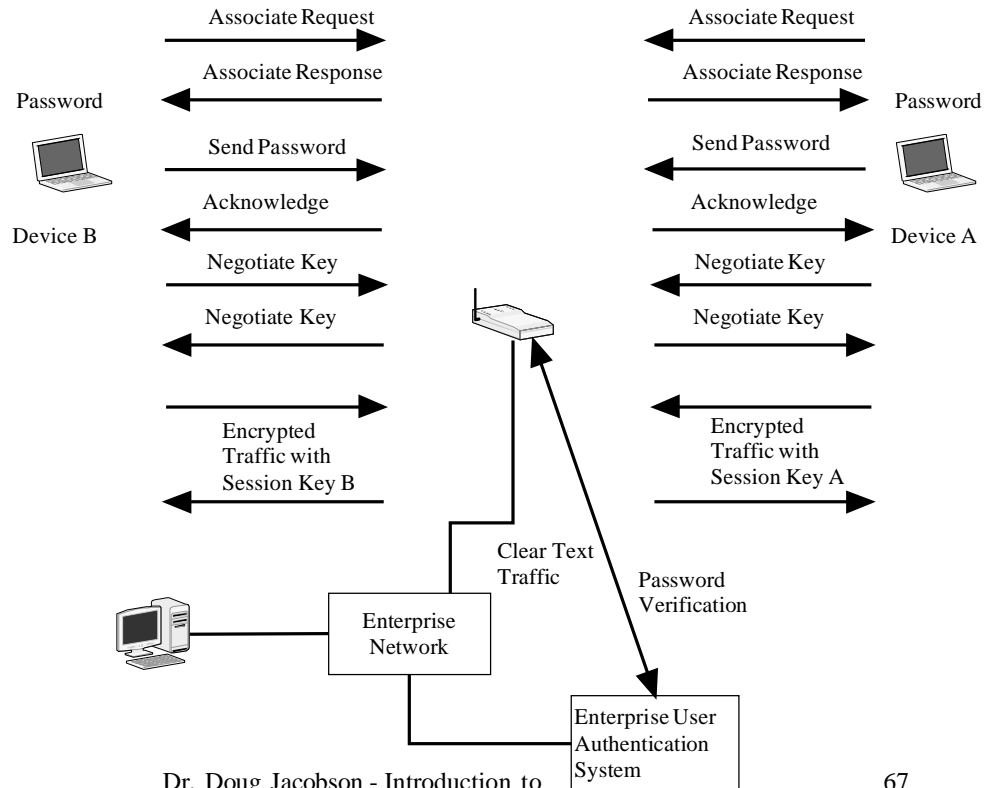 Associate Request
Associate Request
Associate Response
Associate Response
Password
Password
Send Password
Send Password
Acknowledge
Acknowledge
Device B
Device A
Negotiate Key
Negotiate Key
Negotiate Key
Negotiate Key
Encrypted
Traffic with
Session Key B
Encrypted
Traffic with
Session Key A
Clear Text
Traffic
Password
Verification
Enterprise
Network
Enterprise User
Authentication
System
Dr. Doug Jacobson - Introduction to
67